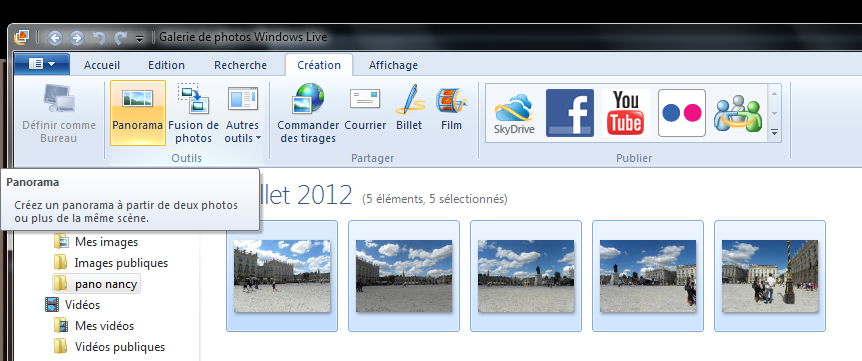 Galerie de photos Windows Live
Accueil Edition Recherche Création Affichage
Définir comme Bureau
Panorama
Fusion de photos
Autres outils
Outils
Commander des tirages
Courrier
Billet
Film
Partager
SkyDrive
You Tube
Publier
Panorama
Créez un panorama à partir de deux photos
ou plus de la même scène.
llet 2012 (5 éléments, 5 sélectionnés)
Mes images
Images publiques
pano nancy
Vidéos
Mes vidéos
Vidéos publiques